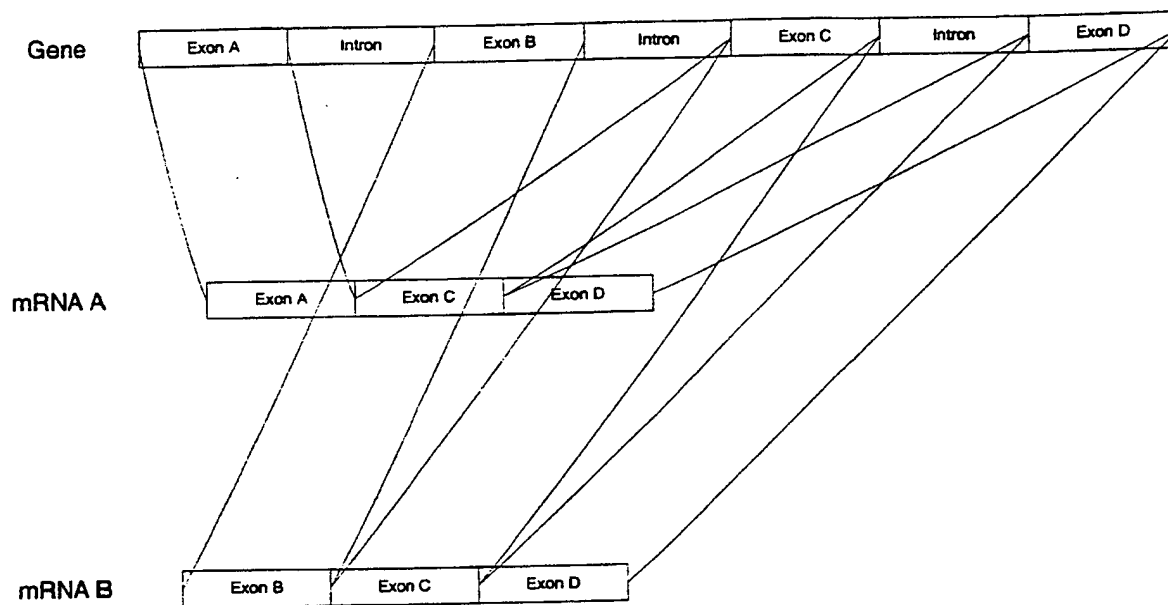 Gene Exon A Intron Exon B Intron Exon C Intron Exon D
mRNA A Exon A Exon C Exon D
mRNA B Exon B Exon C Exon D